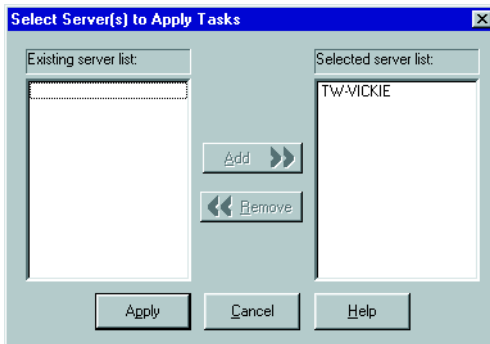 Select Server(s) to Apply Tasks
Existing server list:
Selected server list:
TW-VICKIE
Add
Remove
Apply
Cancel
Help